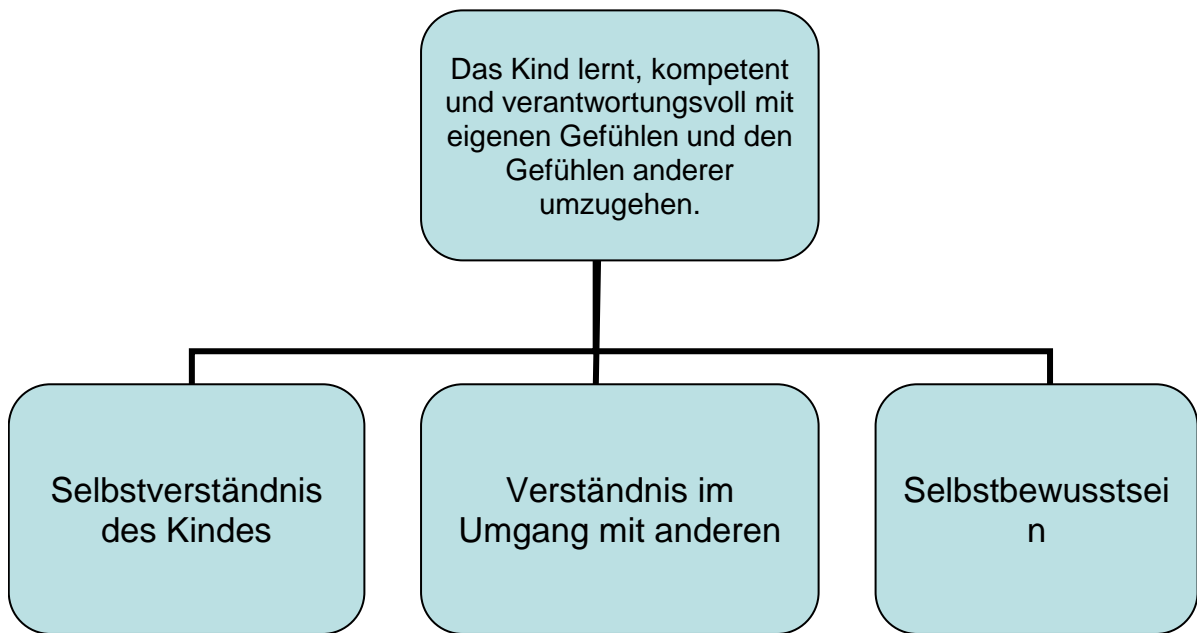 Das Kind lernt, kompetent
und verantwortungsvoll mit
eigenen Gefühlen und den
Gefühlen anderer
umzugehen.
Selbstverständnis
des Kindes
Verständnis im
Umgang mit anderen
Selbstbewusstsei
n